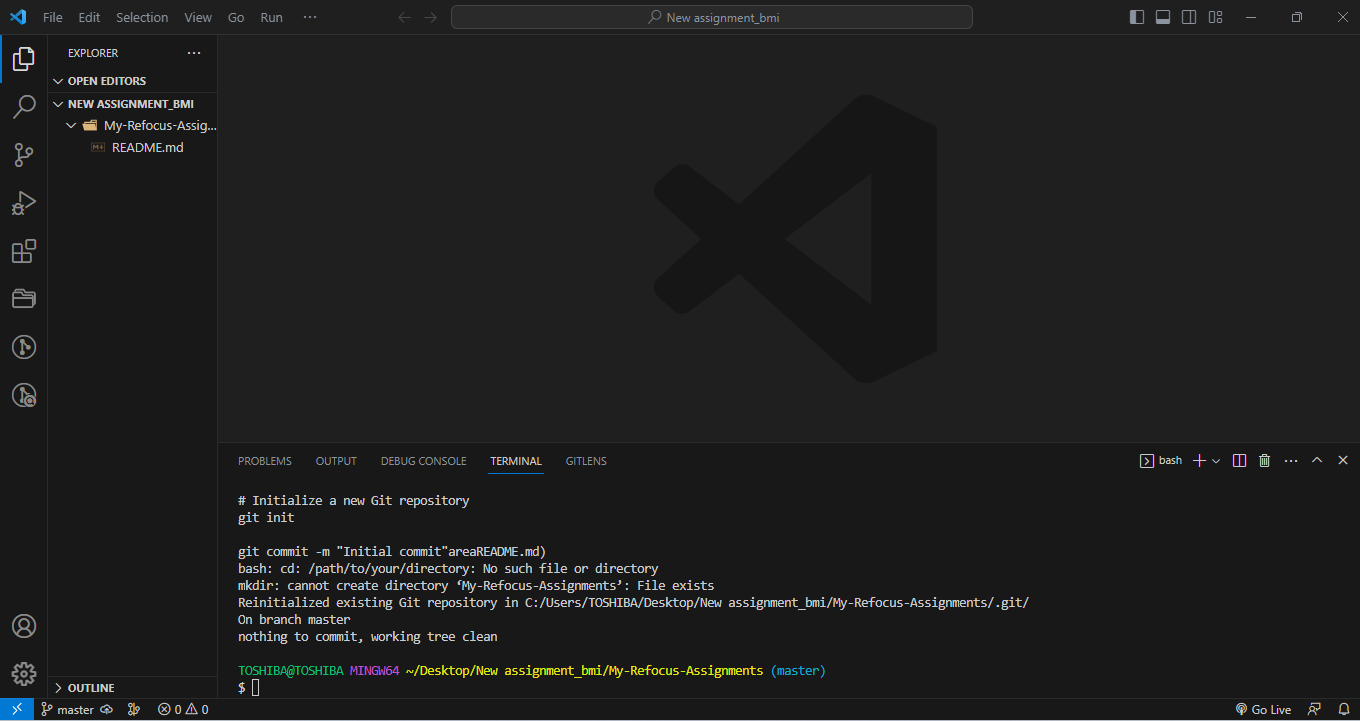 File Edit Selection View Go Run ···
New assignment_bmi
EXPLORER ···
OPEN EDITORS
NEW ASSIGNMENT_BMI
My-Refocus-Assig...
README.md
OUTLINE
PROBLEMS OUTPUT DEBUG CONSOLE TERMINAL GITLENS
bash
# Initialize a new Git repository
git init
git commit -m "Initial commit"areaREADME.md)
bash: cd: /path/to/your/directory: No such file or directory
mkdir: cannot create directory ‘My-Refocus-Assignments’: File exists
Reinitialized existing Git repository in C:/Users/TOSHIBA/Desktop/New assignment_bmi/My-Refocus-Assignments/.git/
On branch master
nothing to commit, working tree clean
TOSHIBA@TOSHIBA MINGW64 ~/Desktop/New assignment_bmi/My-Refocus-Assignments (master)
$
master 0 0 Go Live